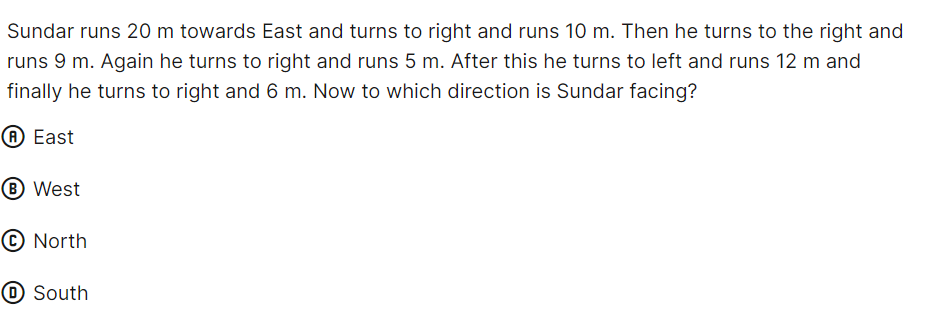 Sundar runs 20 m towards East and turns to right and runs 10 m. Then he turns to the right and
runs 9 m. Again he turns to right and runs 5 m. After this he turns to left and runs 12 m and
finally he turns to right and 6 m. Now to which direction is Sundar facing?
Ⓐ East
Ⓑ West
Ⓒ North
Ⓓ South